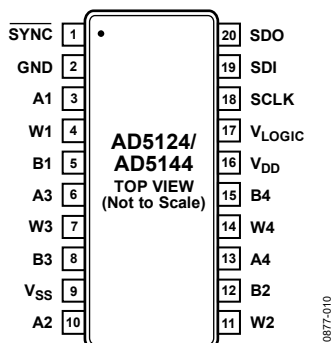 SYNC 1
GND 2
A1 3
W1 4
B1 5
A3 6
W3 7
B3 8
VSS 9
A2 10
AD5124/
AD5144
TOP VIEW
(Not to Scale)
20 SDO
19 SDI
18 SCLK
17 VLOGIC
16 VDD
15 B4
14 W4
13 A4
12 B2
11 W2
0877-010